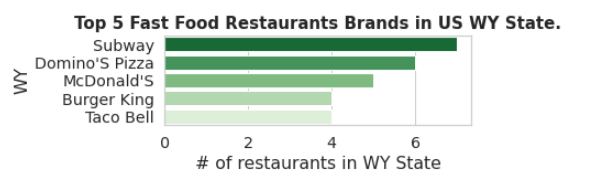 Top 5 Fast Food Restaurants Brands in US WY State.
WY
Subway
Domino'S Pizza
McDonald'S
Burger King
Taco Bell
0 2 4 6
# of restaurants in WY State